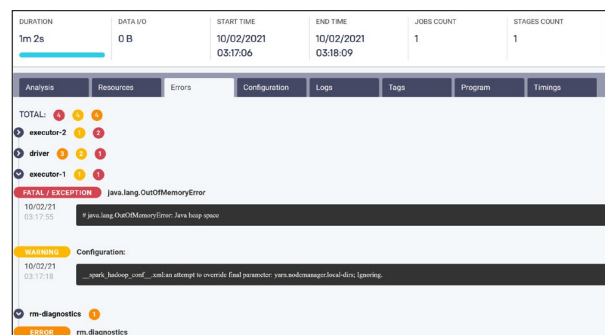 DURATION DATA I/O START TIME END TIME JOBS COUNT STAGES COUNT
1m 2s 0 B 10/02/2021 10/02/2021 1 1
03:17:06 03:18:09
Analysis Resources Errors Configuration Logs Tags Program Timings
TOTAL: 4 4 4
executor-2 1 2
driver 3 2 1
executor-1 1 1
FATAL / EXCEPTION java.lang.OutOfMemoryError
10/02/21
03:17:55
# java.lang.OutOfMemoryError: Java heap space
WARNING Configuration:
10/02/21
03:17:18
__spark_hadoop_conf__.xml:an attempt to override final parameter: yarn.nodemanager.local-dirs; Ignoring.
rm-diagnostics 1
ERROR rm.diagnostics